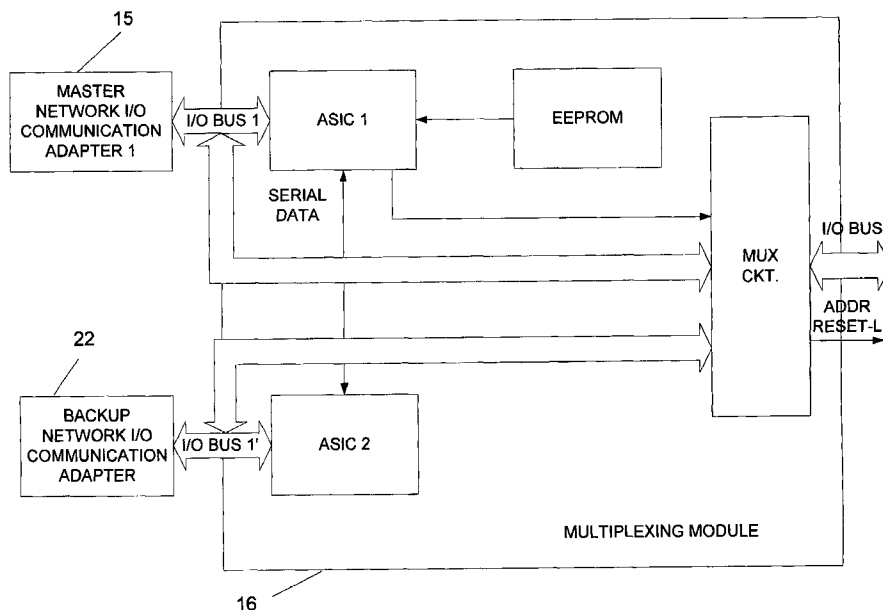 15
MASTER
NETWORK I/O
COMMUNICATION
ADAPTER 1
I/O BUS 1
ASIC 1
EEPROM
SERIAL
DATA
MUX
CKT.
I/O BUS
ADDR
RESET-L
22
BACKUP
NETWORK I/O
COMMUNICATION
ADAPTER
I/O BUS 1'
ASIC 2
MULTIPLEXING MODULE
16